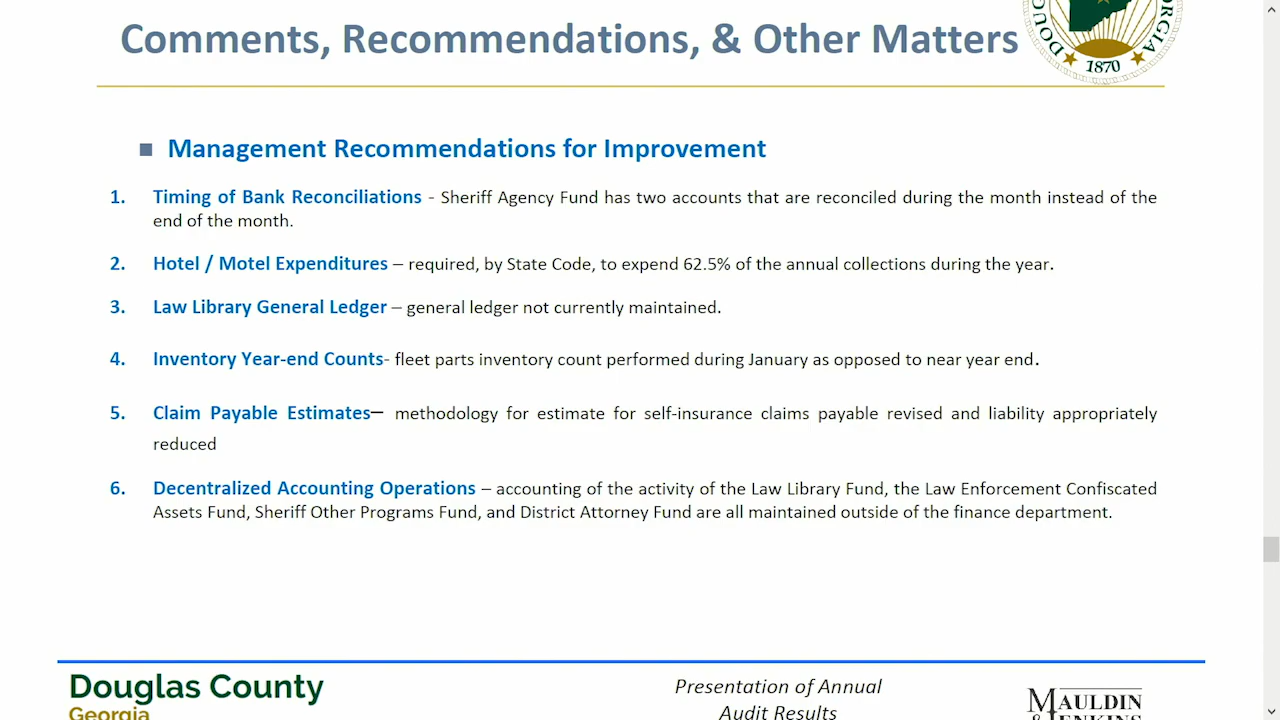 Comments, Recommendations, & Other Matters
1870
Management Recommendations for Improvement
1. Timing of Bank Reconciliations - Sheriff Agency Fund has two accounts that are reconciled during the month instead of the
end of the month.
2. Hotel / Motel Expenditures – required, by State Code, to expend 62.5% of the annual collections during the year.
3. Law Library General Ledger – general ledger not currently maintained.
4. Inventory Year-end Counts- fleet parts inventory count performed during January as opposed to near year end.
5. Claim Payable Estimates– methodology for estimate for self-insurance claims payable revised and liability appropriately
reduced
6. Decentralized Accounting Operations – accounting of the activity of the Law Library Fund, the Law Enforcement Confiscated
Assets Fund, Sheriff Other Programs Fund, and District Attorney Fund are all maintained outside of the finance department.
Douglas County
Georgia
Presentation of Annual
Audit Results
MAULDIN
& JENKINS